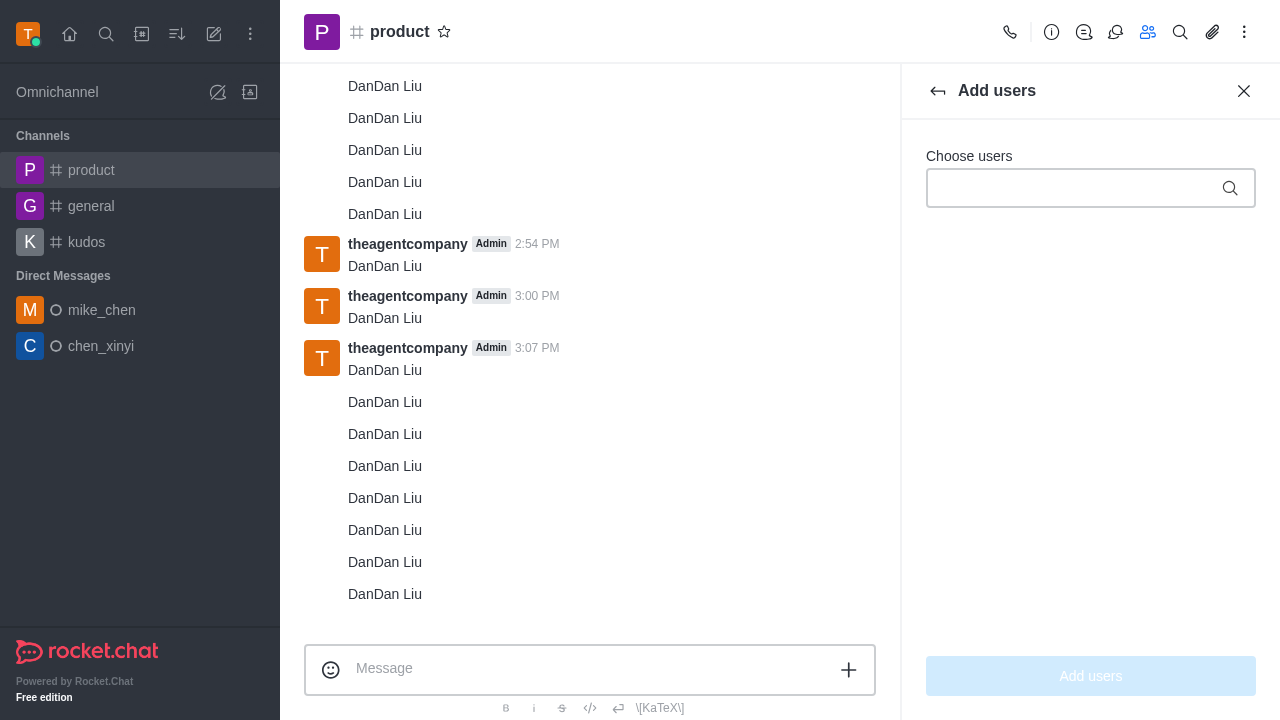 T
Omnichannel
Channels
P product
G general
K kudos
Direct Messages
M mike_chen
C chen_xinyi
rocket.chat
Powered by Rocket.Chat
Free edition
P product
DanDan Liu
DanDan Liu
DanDan Liu
DanDan Liu
DanDan Liu
T theagentcompany Admin 2:54 PM
DanDan Liu
T theagentcompany Admin 3:00 PM
DanDan Liu
T theagentcompany Admin 3:07 PM
DanDan Liu
DanDan Liu
DanDan Liu
DanDan Liu
DanDan Liu
DanDan Liu
DanDan Liu
DanDan Liu
Message
B i S </> \[KaTeX\]
Add users
Choose users
Add users